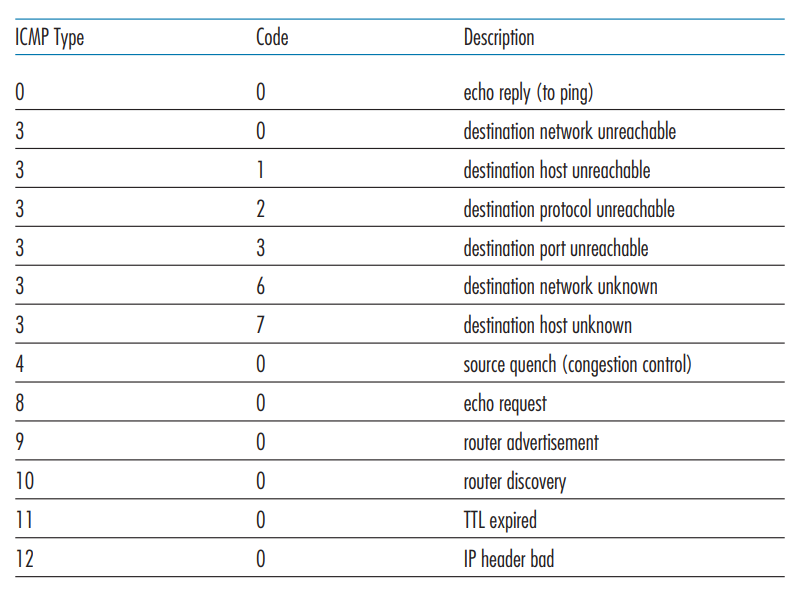 ICMP Type Code Description
0 0 echo reply (to ping)
3 0 destination network unreachable
3 1 destination host unreachable
3 2 destination protocol unreachable
3 3 destination port unreachable
3 6 destination network unknown
3 7 destination host unknown
4 0 source quench (congestion control)
8 0 echo request
9 0 router advertisement
10 0 router discovery
11 0 TTL expired
12 0 IP header bad